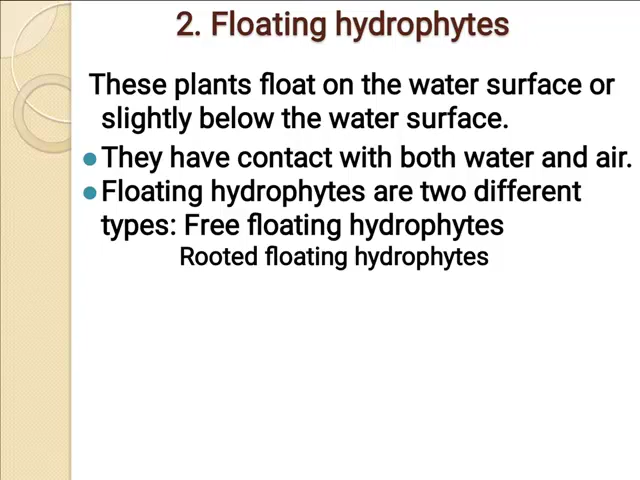 2. Floating hydrophytes
These plants float on the water surface or
slightly below the water surface.
● They have contact with both water and air.
● Floating hydrophytes are two different
types: Free floating hydrophytes
Rooted floating hydrophytes